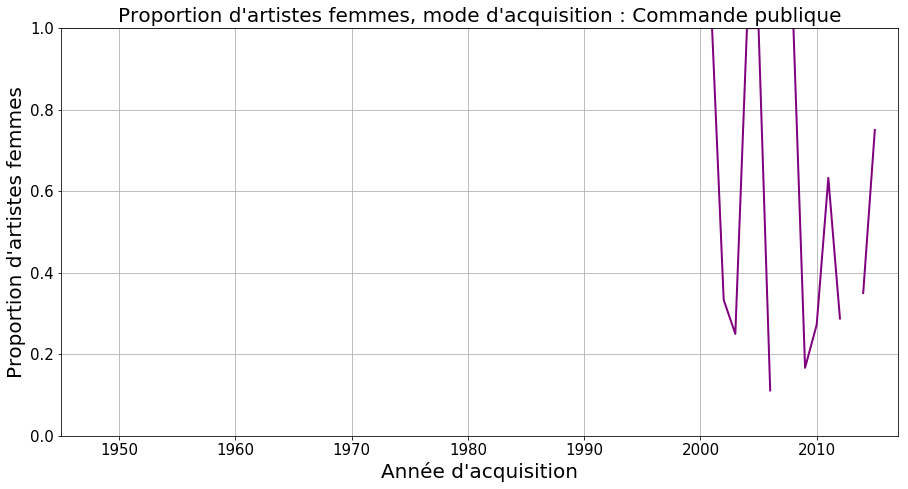 Proportion d'artistes femmes, mode d'acquisition : Commande publique
Proportion d'artistes femmes
1.0
0.8
0.6
0.4
0.2
0.0
1950 1960 1970 1980 1990 2000 2010
Année d'acquisition